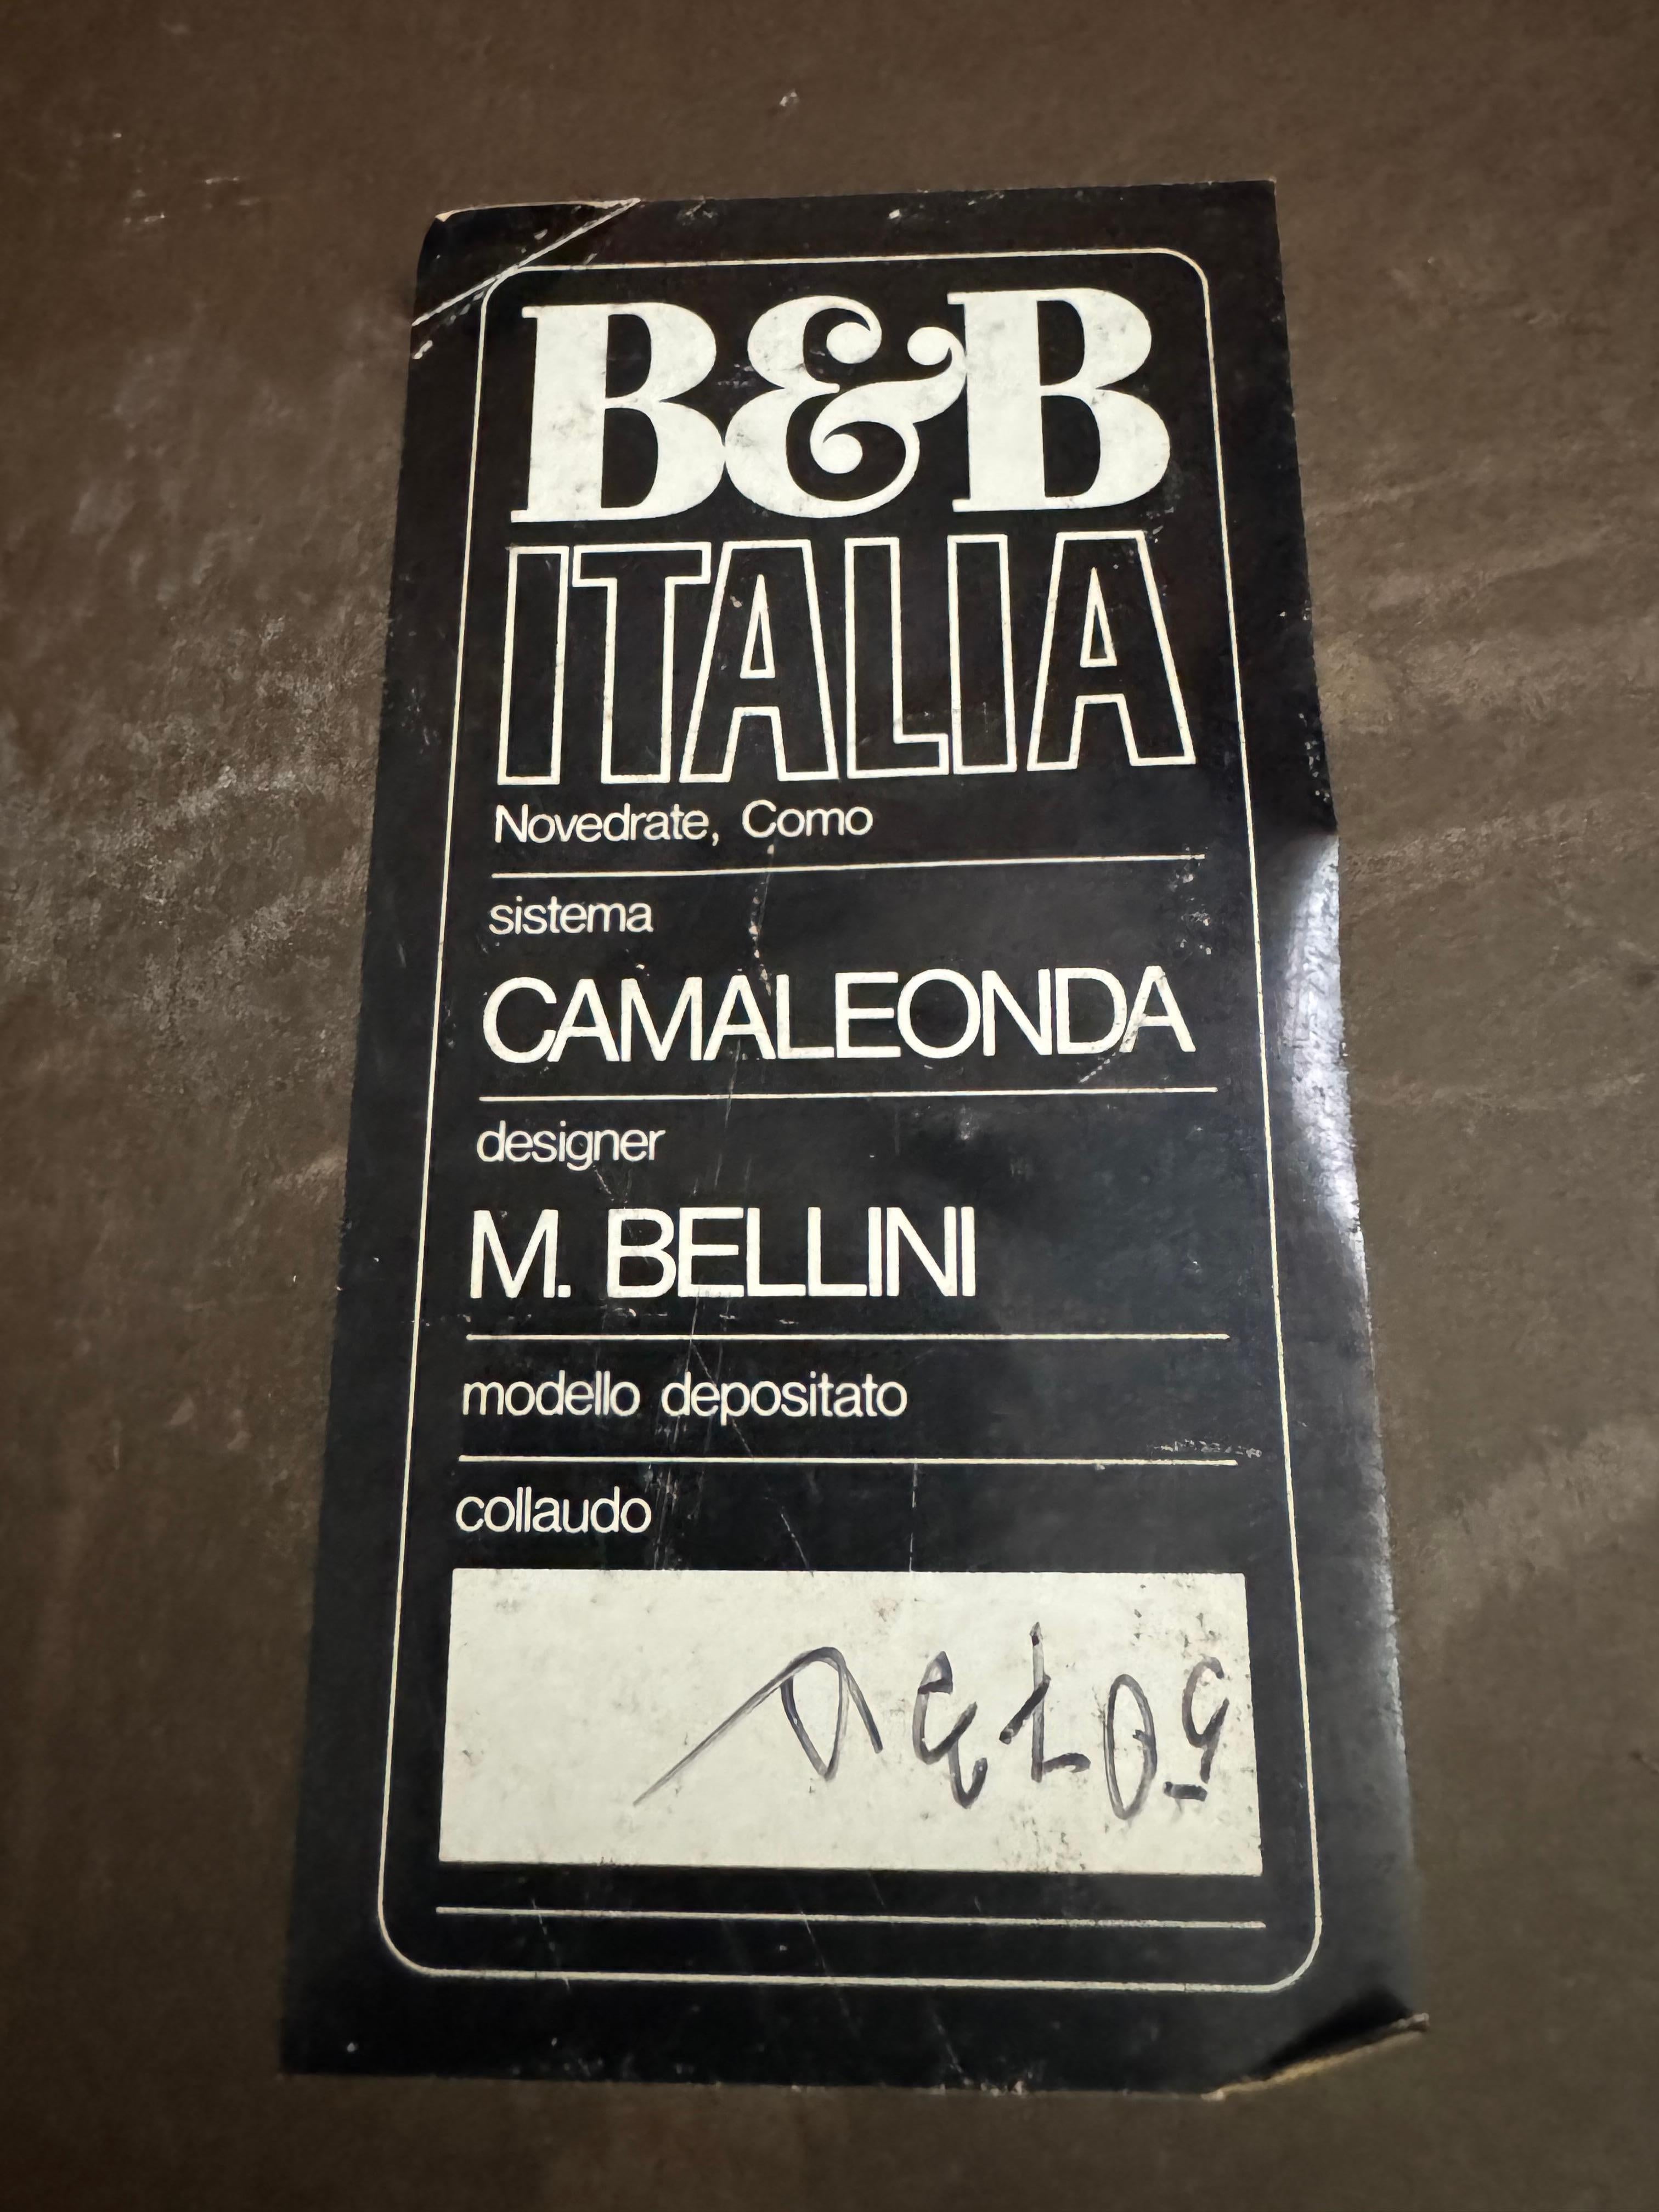 B&B
ITALIA
Novedrate, Como
sistema
CAMALEONDA
designer
M. BELLINI
modello depositato
collaudo